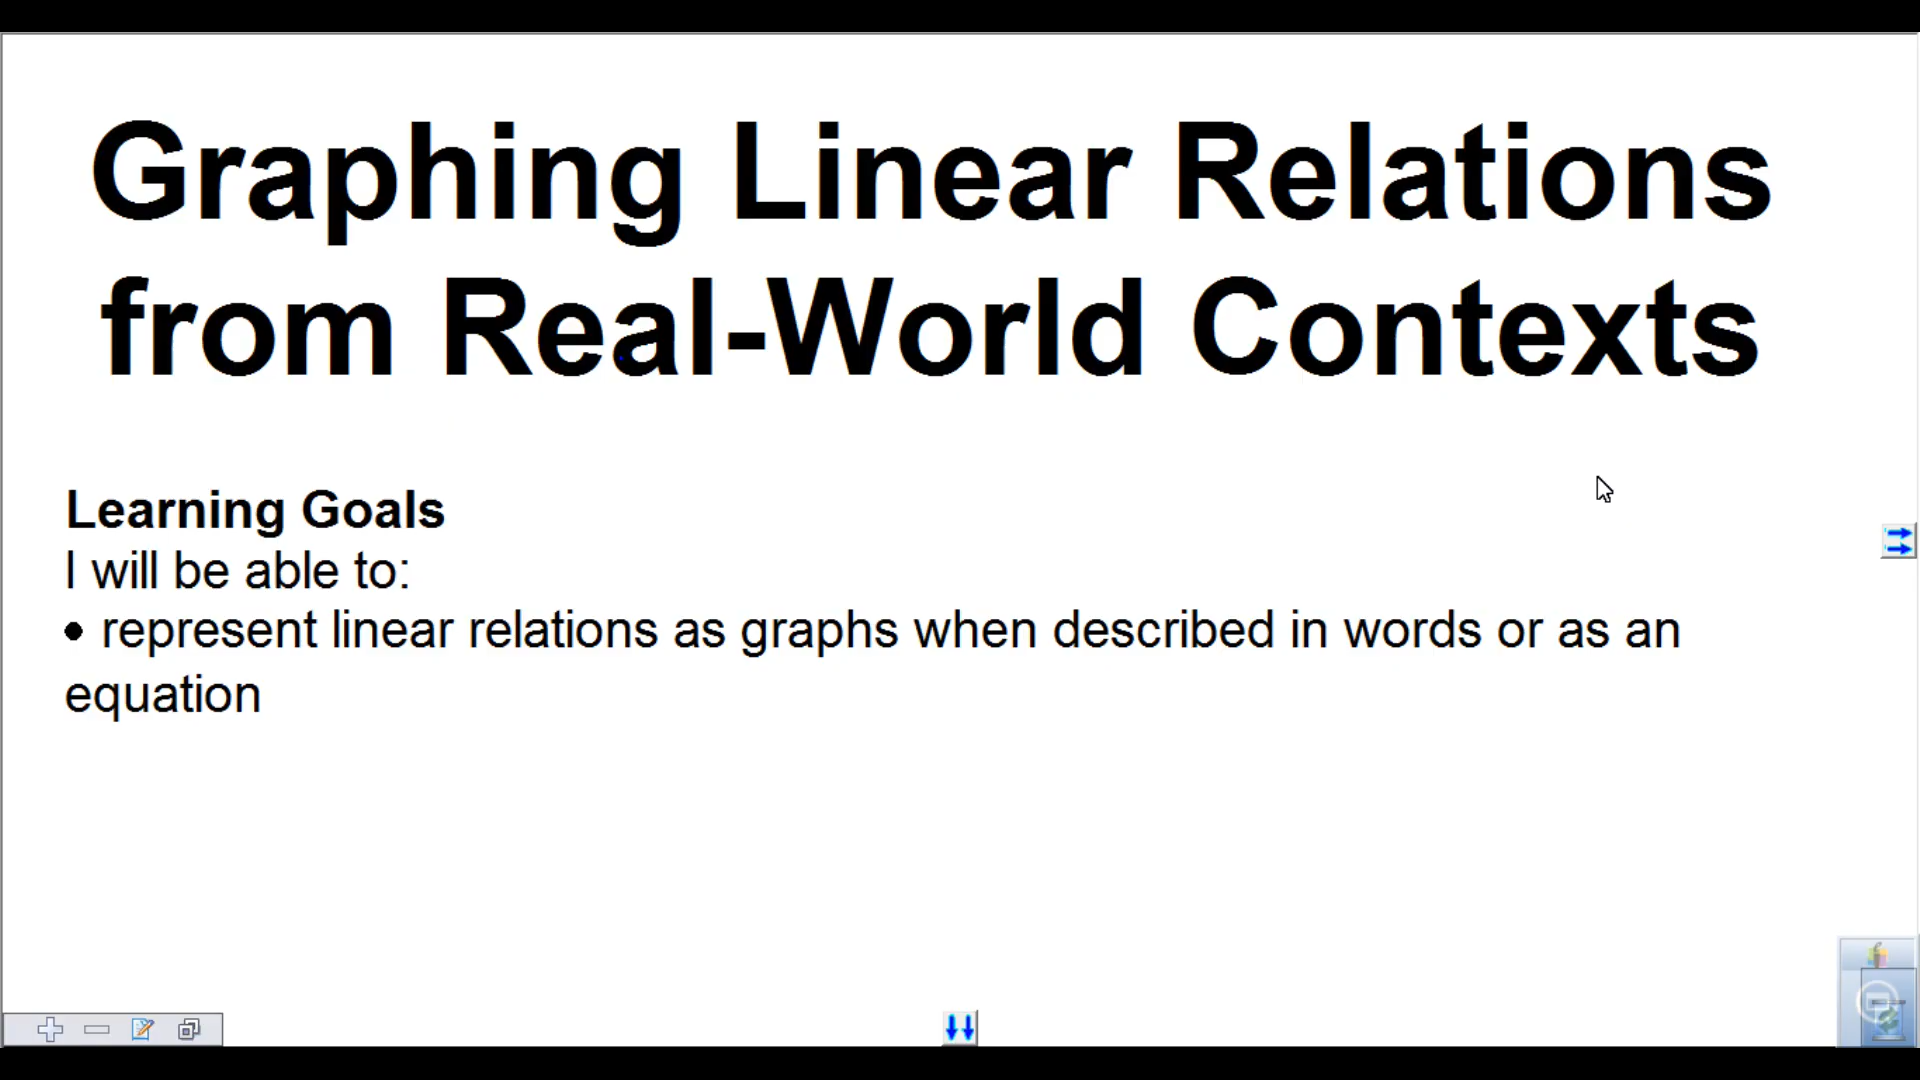 Graphing Linear Relations
from Real-World Contexts
Learning Goals
I will be able to:
• represent linear relations as graphs when described in words or as an
equation